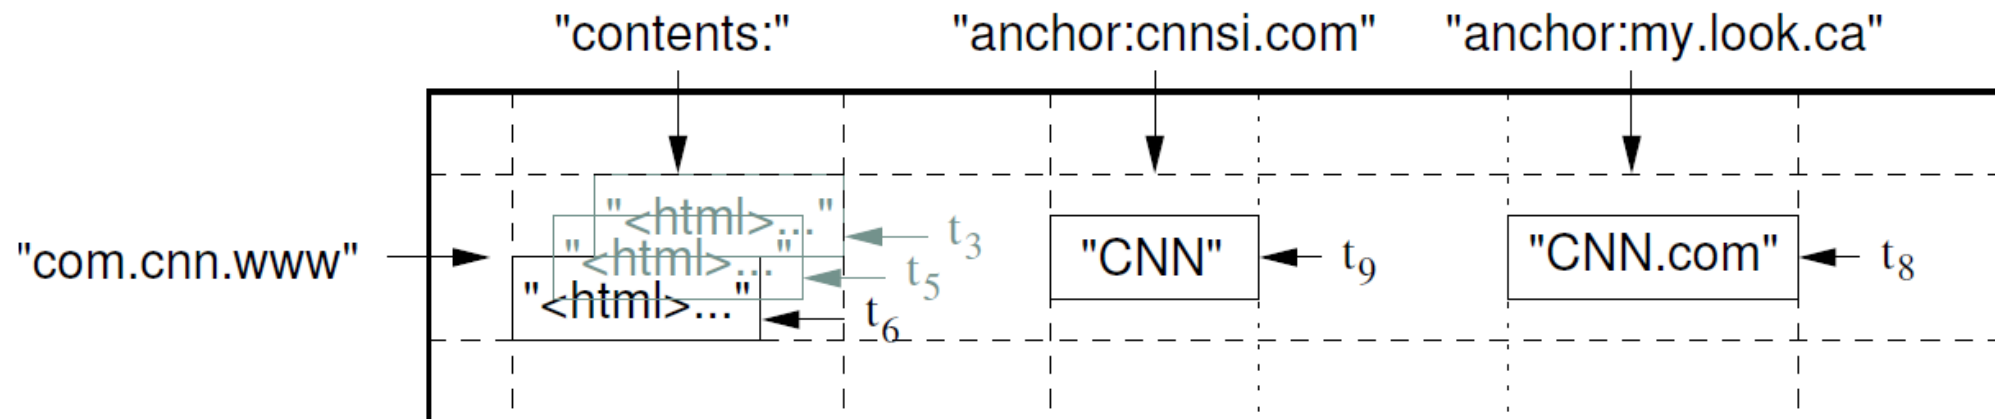 "contents:" "anchor:cnnsi.com" "anchor:my.look.ca"
"<html>..." t3
"com.cnn.www" "<html>..." t5 "CNN" t9 "CNN.com" t8
"<html>..." t6